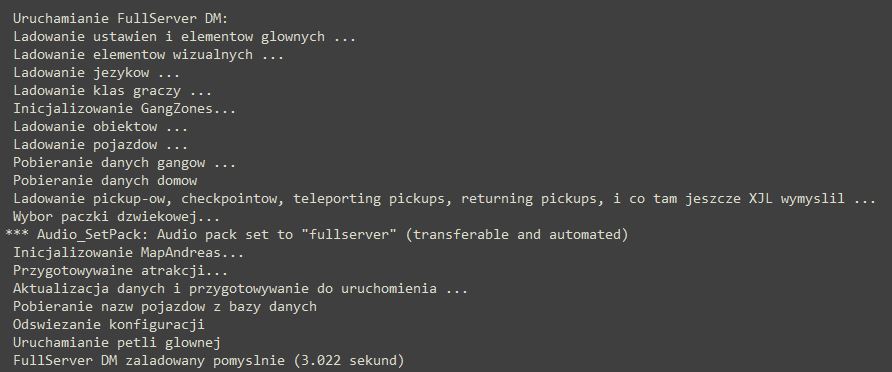 Uruchamianie FullServer DM:
Ladowanie ustawien i elementow glownych ...
Ladowanie elementow wizualnych ...
Ladowanie jezykow ...
Ladowanie klas graczy ...
Inicjalizowanie GangZones...
Ladowanie obiektow ...
Ladowanie pojazdow ...
Pobieranie danych gangow ...
Pobieranie danych domow
Ladowanie pickup-ow, checkpointow, teleporting pickups, returning pickups, i co tam jeszcze XJL wymyslil ...
Wybor paczki dzwiekowej...
*** Audio_SetPack: Audio pack set to "fullserver" (transferable and automated)
Inicjalizowanie MapAndreas...
Przygotowywaine atrakcji...
Aktualizacja danych i przygotowywanie do uruchomienia ...
Pobieranie nazw pojazdow z bazy danych
Odswiezanie konfiguracji
Uruchamianie petli glownej
FullServer DM zaladowany pomyslnie (3.022 sekund)